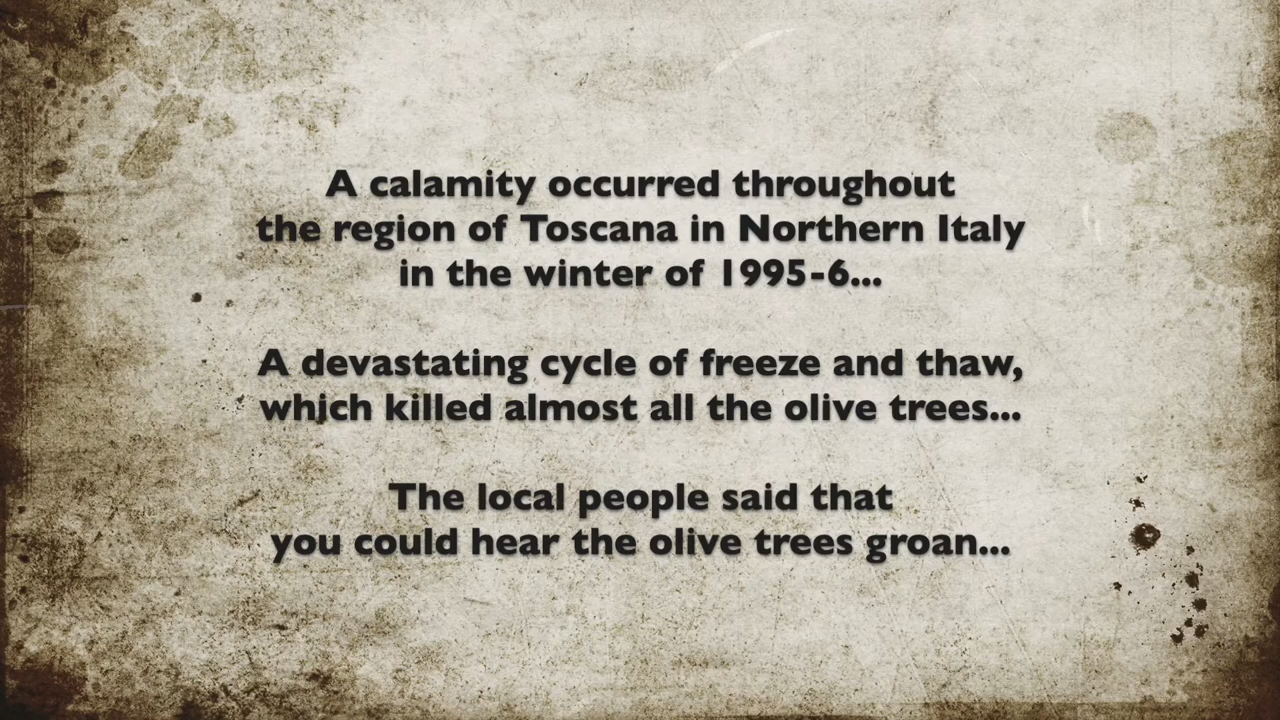 A calamity occurred throughout
the region of Toscana in Northern Italy
in the winter of 1995-6...
A devastating cycle of freeze and thaw,
which killed almost all the olive trees...
The local people said that
you could hear the olive trees groan...